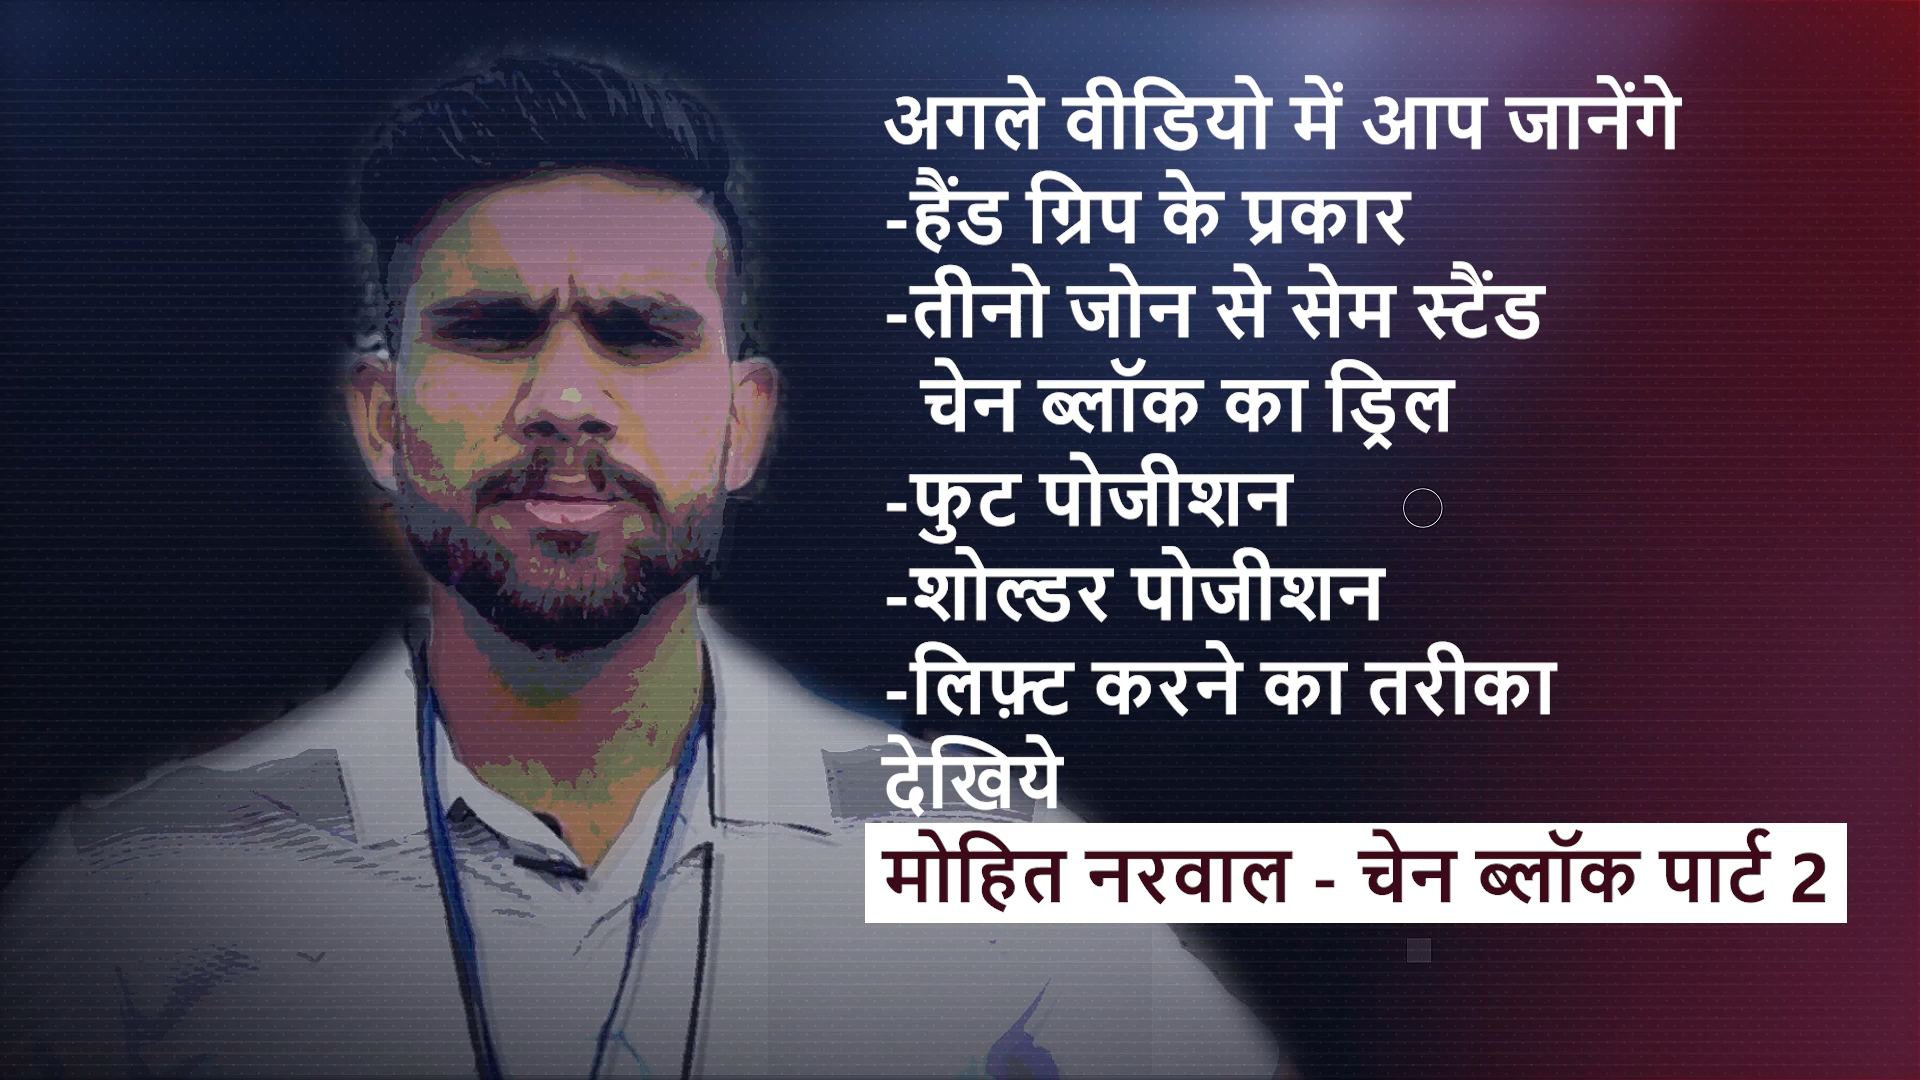 अगले वीडियो में आप जानेंगे
-हैंड ग्रिप के प्रकार
-तीनो जोन से सेम स्टैंड
चेन ब्लॉक का ड्रिल
-फुट पोजीशन
-शोल्डर पोजीशन
-लिफ़्ट करने का तरीका
देखिये
मोहित नरवाल - चेन ब्लॉक पार्ट 2